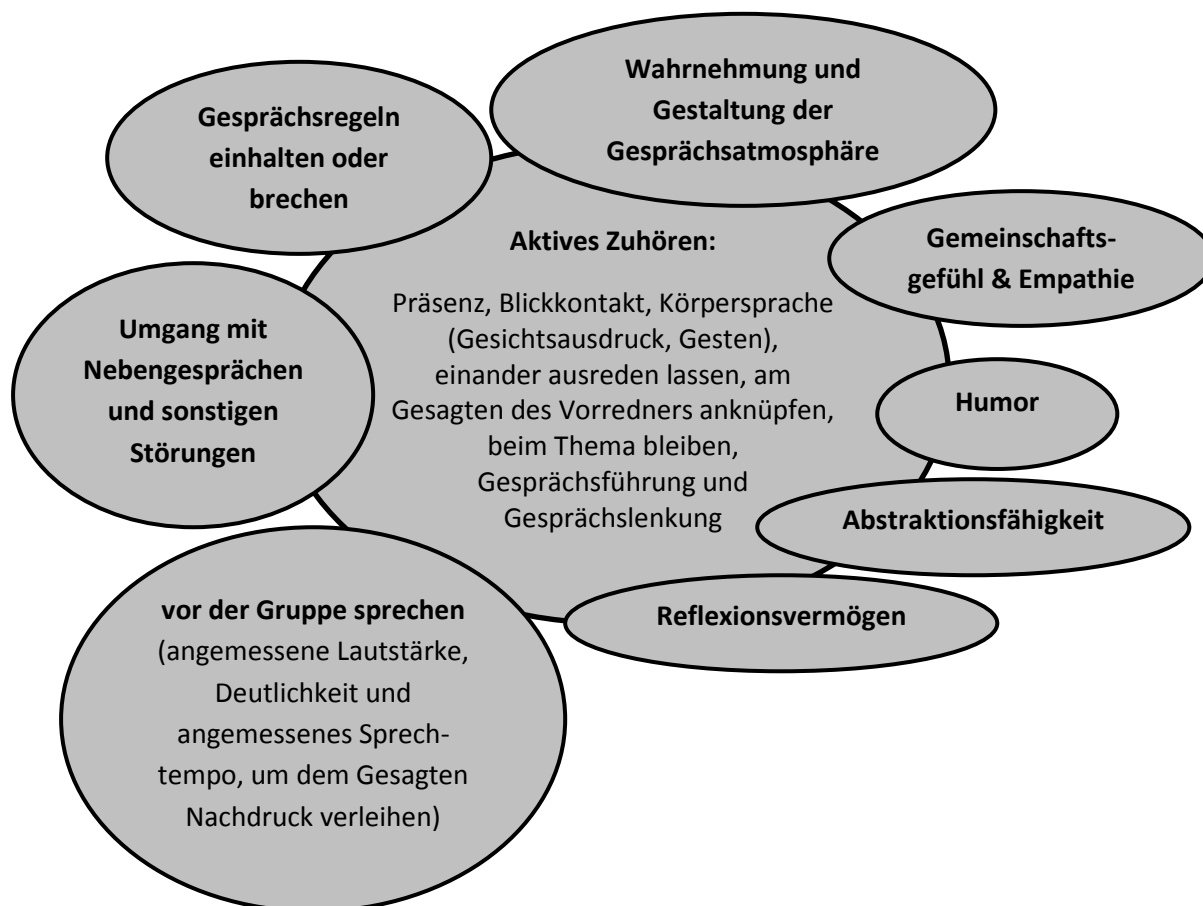 Wahrnehmung und
Gestaltung der
Gesprächsatmosphäre
Gesprächsregeln
einhalten oder
brechen
Aktives Zuhören:
Präsenz, Blickkontakt, Körpersprache
(Gesichtsausdruck, Gesten),
einander ausreden lassen, am
Gesagten des Vorredners anknüpfen,
beim Thema bleiben,
Gesprächsführung und
Gesprächslenkung
Gemeinschafts-
gefühl & Empathie
Umgang mit
Nebengesprächen
und sonstigen
Störungen
Humor
Abstraktionsfähigkeit
Reflexionsvermögen
vor der Gruppe sprechen
(angemessene Lautstärke,
Deutlichkeit und
angemessenes Sprech-
tempo, um dem Gesagten
Nachdruck verleihen)